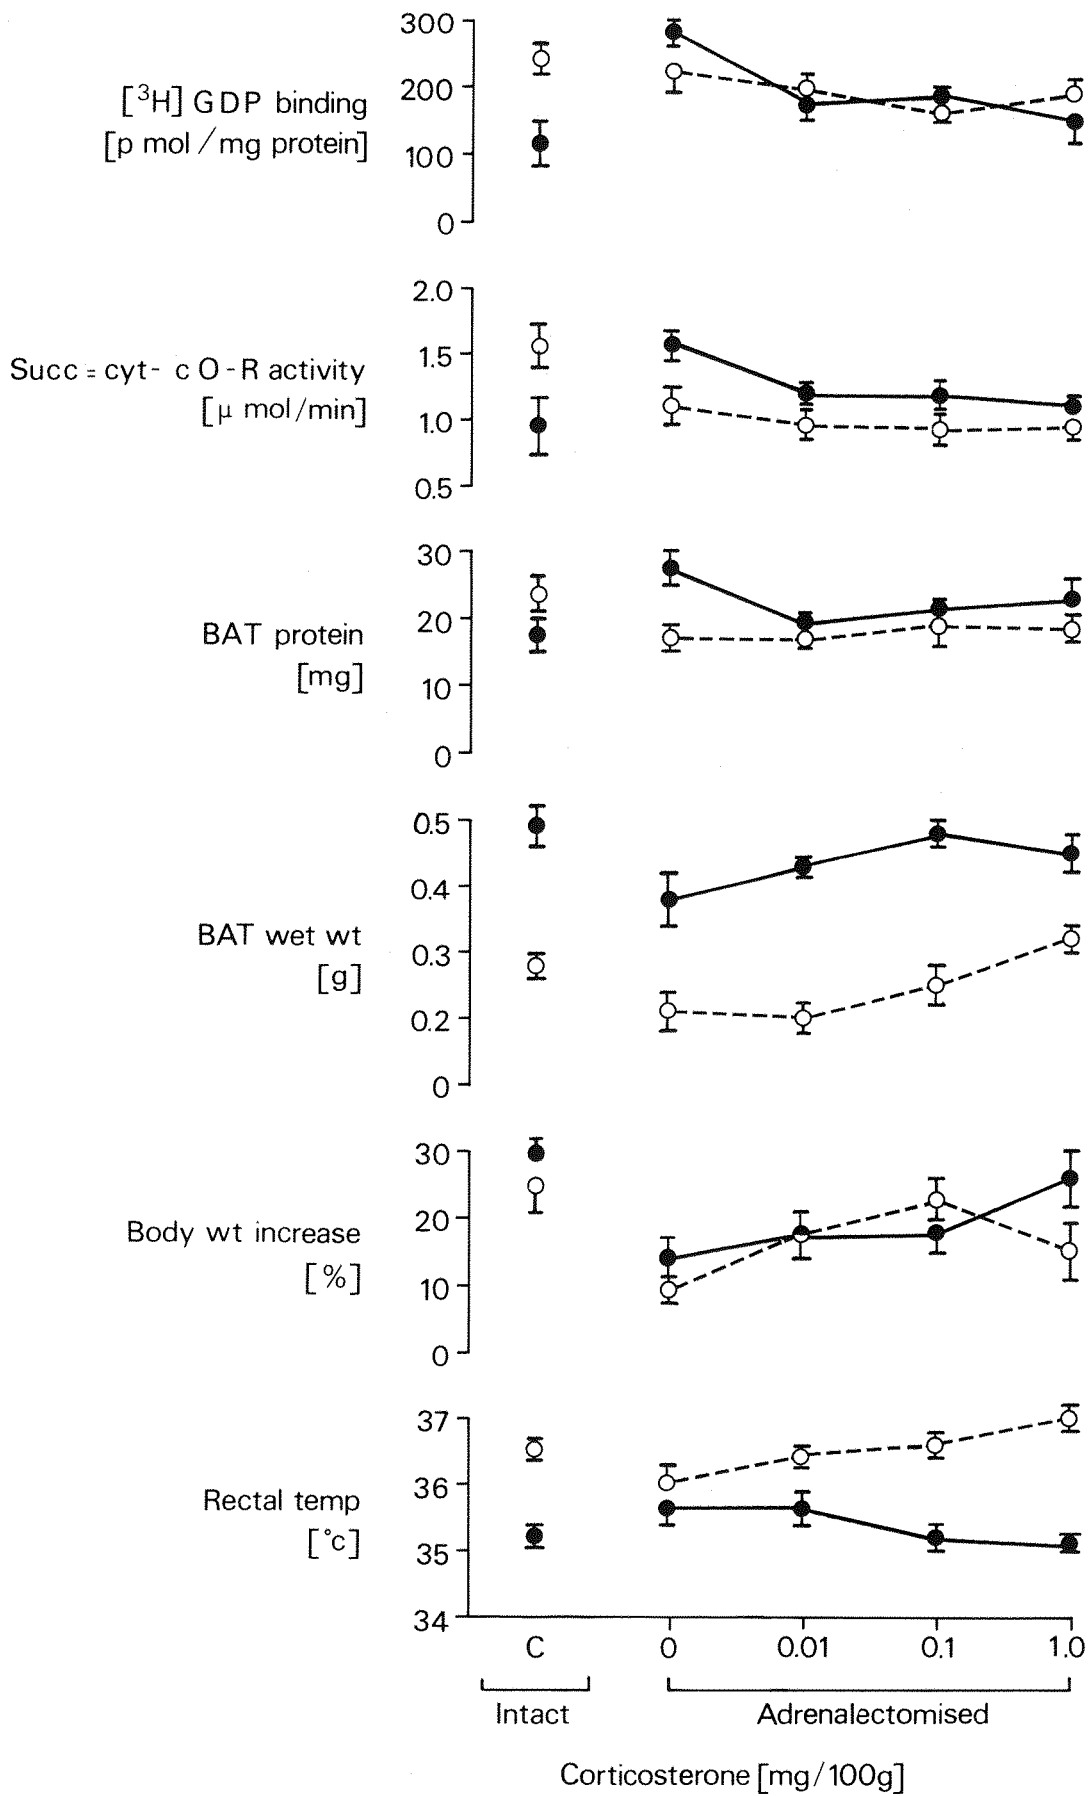 [³H] GDP binding
[p mol/mg protein]
300
200
100
0
Succ=cyt- c O-R activity
[μ mol/min]
2.0
1.5
1.0
0.5
BAT protein
[mg]
30
20
10
0
BAT wet wt
[g]
0.5
0.4
0.3
0.2
0
Body wt increase
[%]
30
20
10
0
Rectal temp
[°c]
37
36
35
34
C 0 0.01 0.1 1.0
Intact Adrenalectomised
Corticosterone [mg/100g]